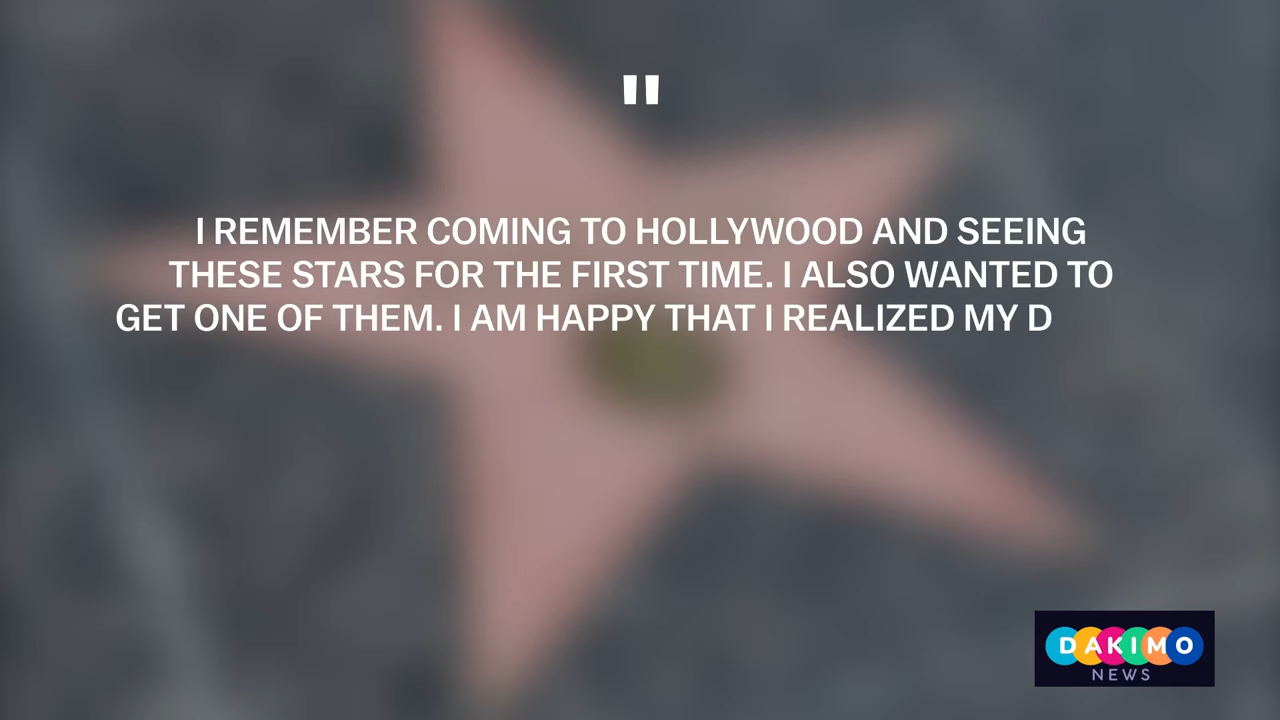 "
I REMEMBER COMING TO HOLLYWOOD AND SEEING
THESE STARS FOR THE FIRST TIME. I ALSO WANTED TO
GET ONE OF THEM. I AM HAPPY THAT I REALIZED MY D
DAKIMO
NEWS